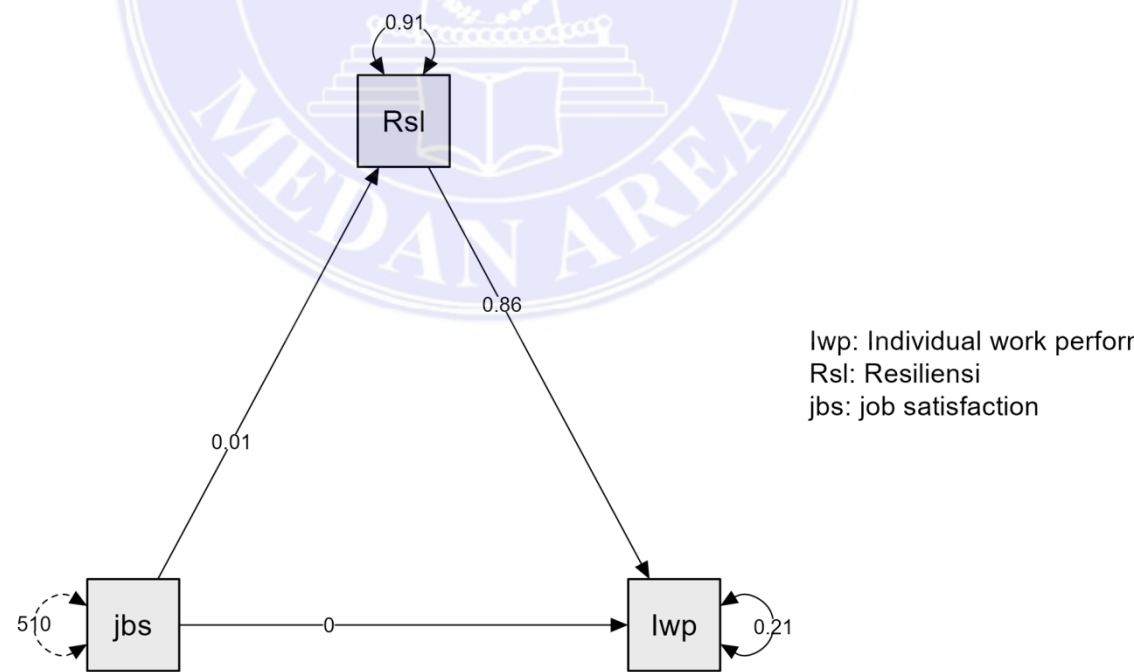 0.91
Rsl
MEDAN AREA
0.86
Iwp: Individual work perfor
Rsl: Resiliensi
jbs: job satisfaction
0.01
510
jbs
0
Iwp
0.21